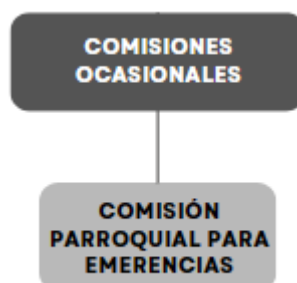 COMISIONES
OCASIONALES
COMISIÓN
PARROQUIAL PARA
EMERENCIAS